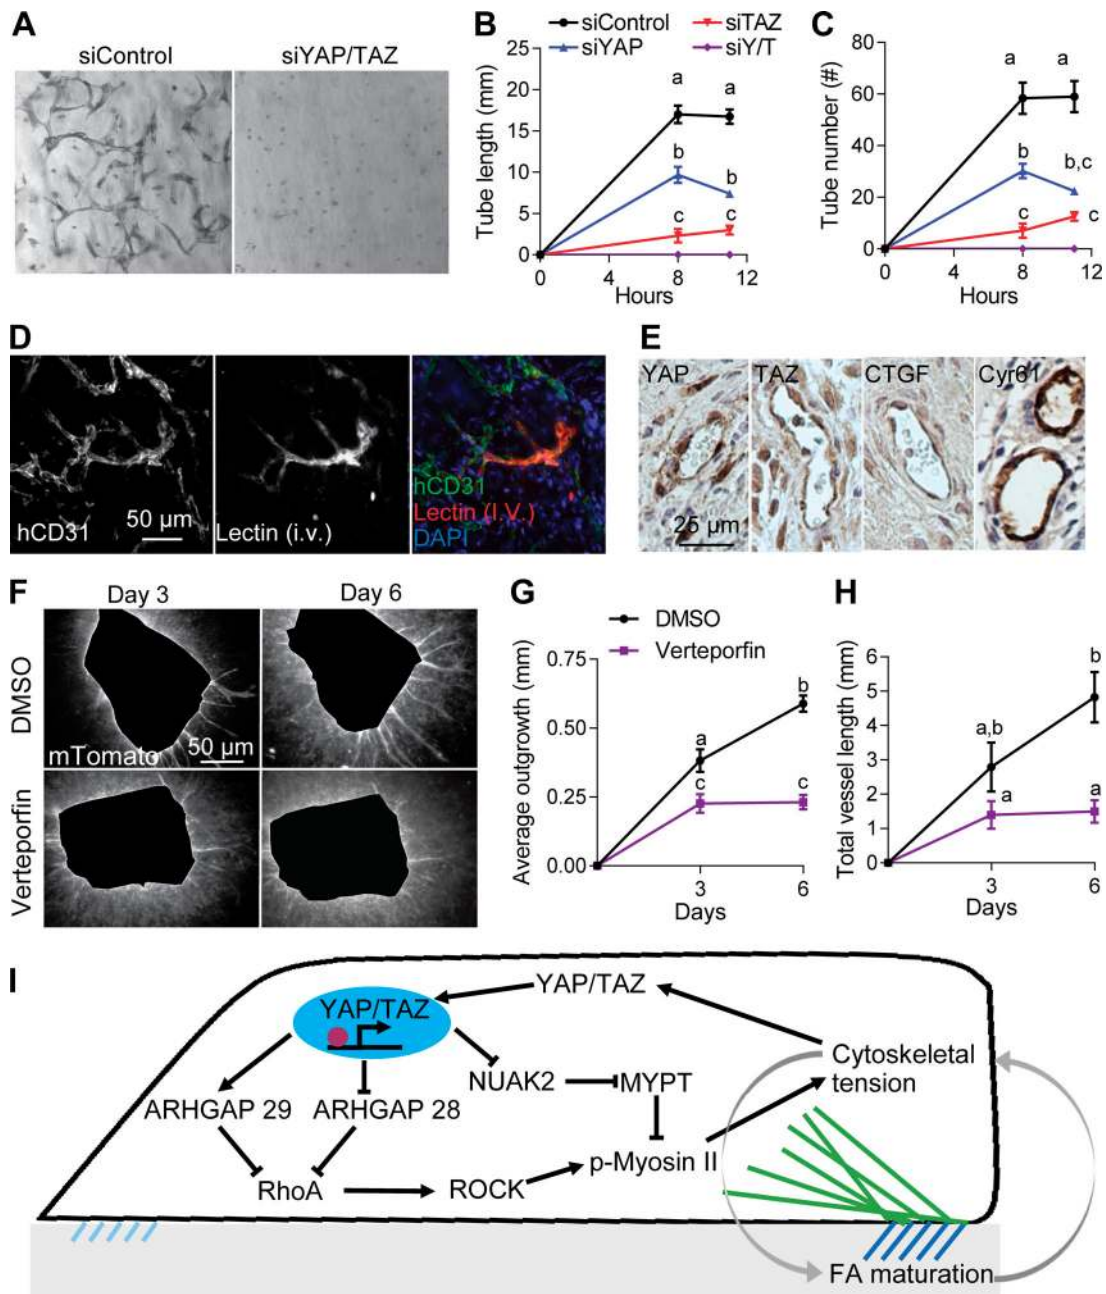 A
siControl
siYAP/TAZ
B
siControl
siTAZ
siYAP
siY/T
C
Tube length (mm)
25
20
15
10
5
0
a
a
b
b
c
c
0
4
8
12
Hours
Tube number (#)
80
60
40
20
0
a
a
b
b,c
c
c
0
4
8
12
Hours
D
hCD31
50 µm
Lectin (i.v.)
hCD31
Lectin (I.V.)
DAPI
E
YAP
TAZ
CTGF
Cyr61
25 µm
F
Day 3
Day 6
DMSO
mTomato
50 µm
Verteporfin
G
DMSO
Verteporfin
Average outgrowth (mm)
0.75
0.50
0.25
0.00
a
b
c
c
3
6
Days
H
Total vessel length (mm)
6
5
4
3
2
1
0
a,b
b
a
a
3
6
Days
I
YAP/TAZ
YAP/TAZ
NUAK2
MYPT
Cytoskeletal
tension
ARHGAP 29
ARHGAP 28
p-Myosin II
RhoA
ROCK
FA maturation